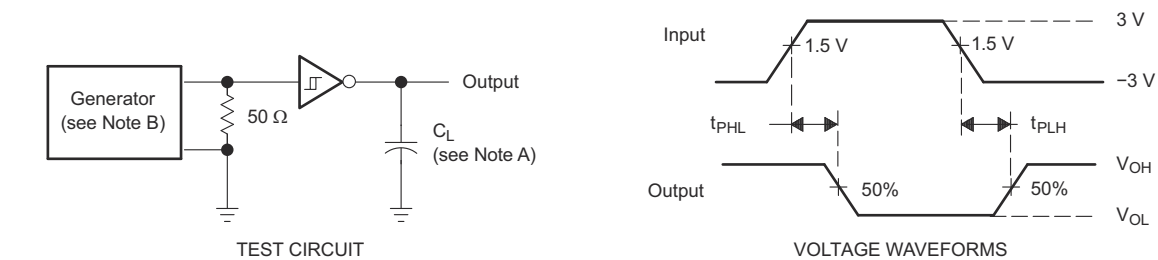 Generator
(see Note B)
50 Ω
Output
C_L
(see Note A)
TEST CIRCUIT
Input
1.5 V
1.5 V
3 V
−3 V
t_PHL
t_PLH
Output
50%
50%
V_OH
V_OL
VOLTAGE WAVEFORMS